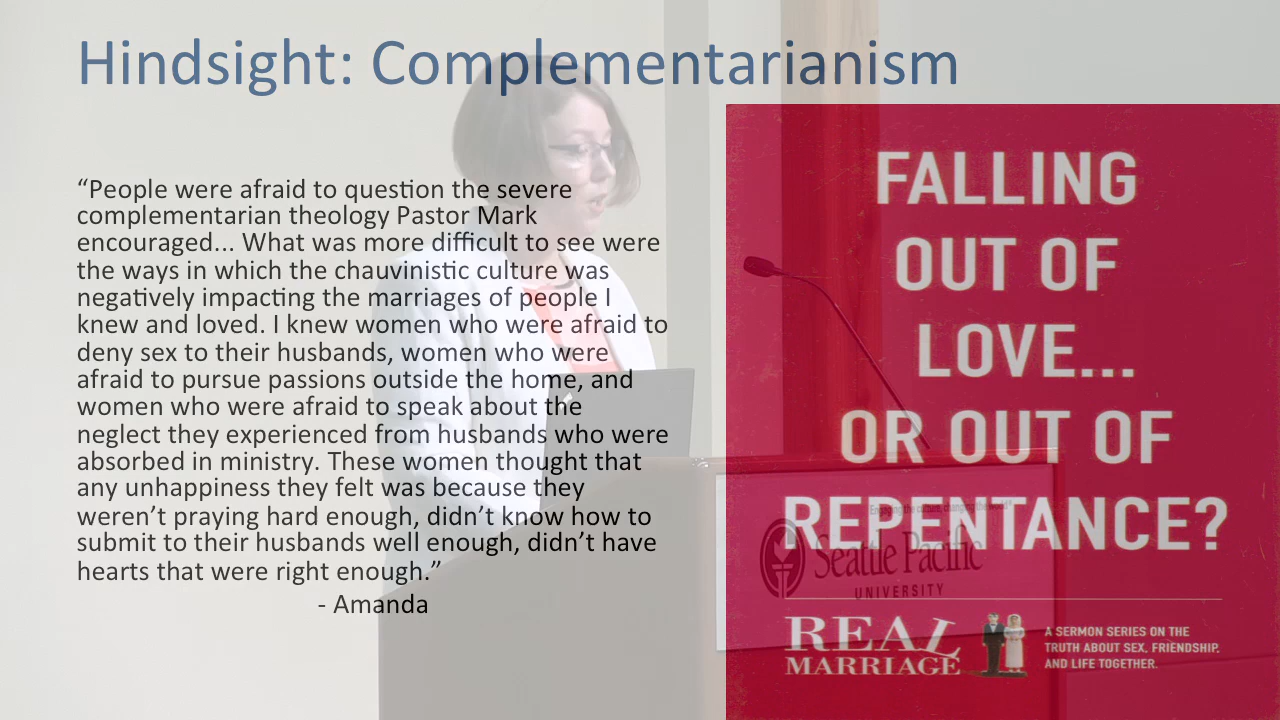 Hindsight: Complementarianism
“People were afraid to question the severe
complementarian theology Pastor Mark
encouraged... What was more difficult to see were
the ways in which the chauvinistic culture was
negatively impacting the marriages of people I
knew and loved. I knew women who were afraid to
deny sex to their husbands, women who were
afraid to pursue passions outside the home, and
women who were afraid to speak about the
neglect they experienced from husbands who were
absorbed in ministry. These women thought that
any unhappiness they felt was because they
weren’t praying hard enough, didn’t know how to
submit to their husbands well enough, didn’t have
hearts that were right enough.”
- Amanda
FALLING
OUT OF
LOVE...
OR OUT OF
REPENTANCE?
Engaging the culture, changing the world
Seattle Pacific
UNIVERSITY
REAL
MARRIAGE
A SERMON SERIES ON THE
TRUTH ABOUT SEX, FRIENDSHIP,
AND LIFE TOGETHER.